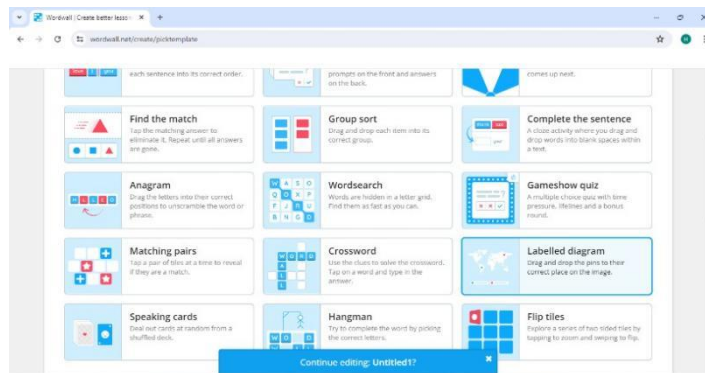 Wordwall | Create better lesson
wordwall.net/create/picktemplate
each sentence into its correct order.
prompts on the front and answers
on the back.
comes up next.
Find the match
Tap the matching answer to
eliminate it. Repeat until all answers
are gone.
Group sort
Drag and drop each item into its
correct group.
Complete the sentence
A cloze activity where you drag and
drop words into blank spaces within
a text.
Anagram
Drag the letters into their correct
positions to unscramble the word or
phrase.
Wordsearch
Words are hidden in a letter grid.
Find them as fast as you can.
Gameshow quiz
A multiple choice quiz with time
pressure, lifelines and a bonus
round.
Matching pairs
Tap a pair of tiles at a time to reveal
if they are a match.
Crossword
Use the clues to solve the crossword.
Tap on a word and type in the
answer.
Labelled diagram
Drag and drop the pins to their
correct place on the image.
Speaking cards
Deal out cards at random from a
shuffled deck.
Hangman
Try to complete the word by picking
the correct letters.
Flip tiles
Explore a series of two sided tiles by
tapping to zoom and swiping to flip.
Continue editing: Untitled1?